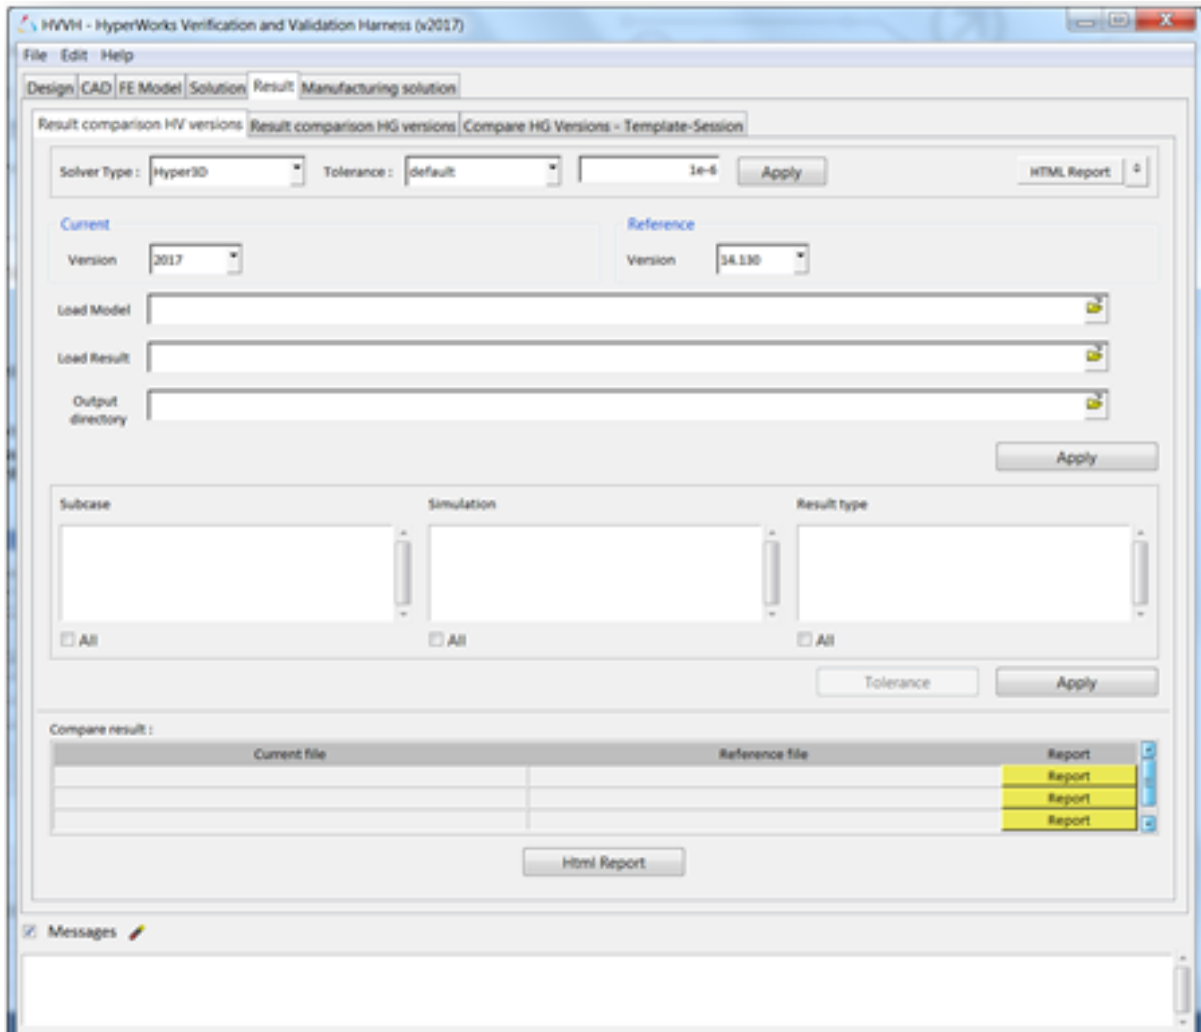 HVVH - HyperWorks Verification and Validation Harness (v2017)
File Edit Help
Design CAD FE Model Solution Result Manufacturing solution
Result comparison HV versions Result comparison HG versions Compare HG Versions - Template-Session
Solver Type : Hyper3D Tolerance : default 1e-6 Apply HTML Report
Current Reference
Version 2017 Version 14.130
Load Model
Load Result
Output
directory
Apply
Subcase Simulation Result type
All All All
Tolerance Apply
Compare result :
Current file Reference file Report
Report
Report
Report
Html Report
Messages